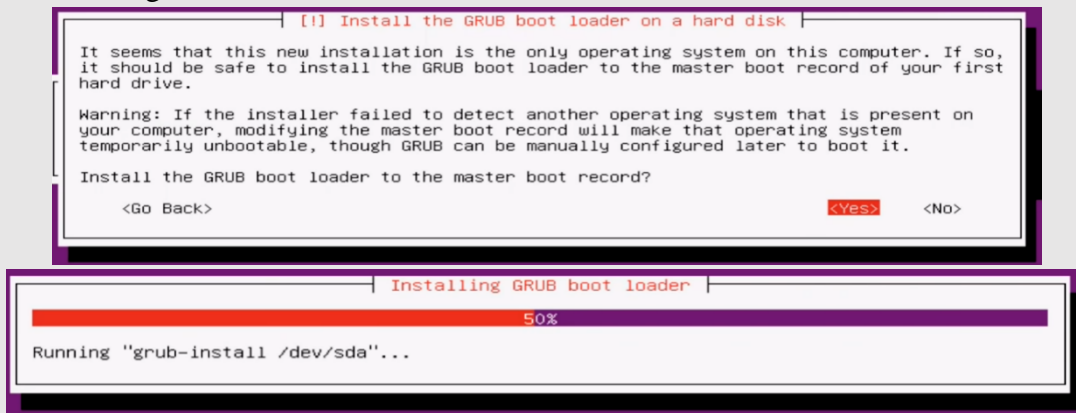 [!] Install the GRUB boot loader on a hard disk
It seems that this new installation is the only operating system on this computer. If so,
it should be safe to install the GRUB boot loader to the master boot record of your first
hard drive.
Warning: If the installer failed to detect another operating system that is present on
your computer, modifying the master boot record will make that operating system
temporarily unbootable, though GRUB can be manually configured later to boot it.
Install the GRUB boot loader to the master boot record?
<Go Back> <Yes> <No>
Installing GRUB boot loader
50%
Running "grub-install /dev/sda"...